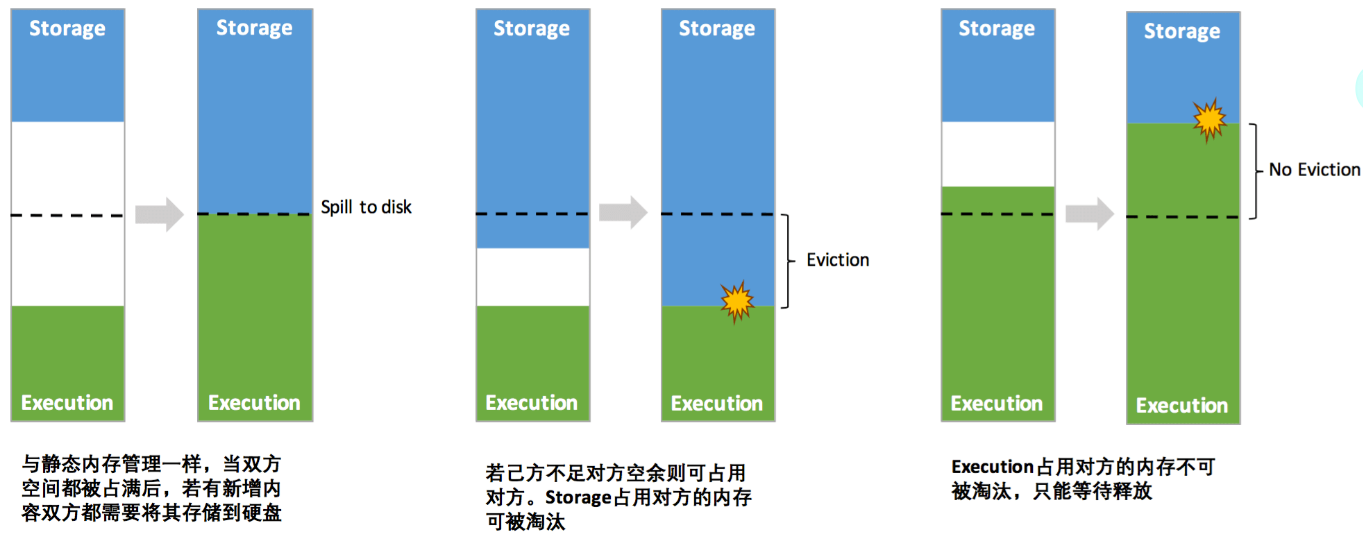 Storage
Storage
Spill to disk
Execution
Execution
与静态内存管理一样，当双方
空间都被占满后，若有新增内
容双方都需要将其存储到硬盘
Storage
Storage
Eviction
Execution
Execution
若己方不足对方空余则可占用
对方。Storage占用对方的内存
可被淘汰
Storage
Storage
No Eviction
Execution
Execution
Execution占用对方的内存不可
被淘汰，只能等待释放